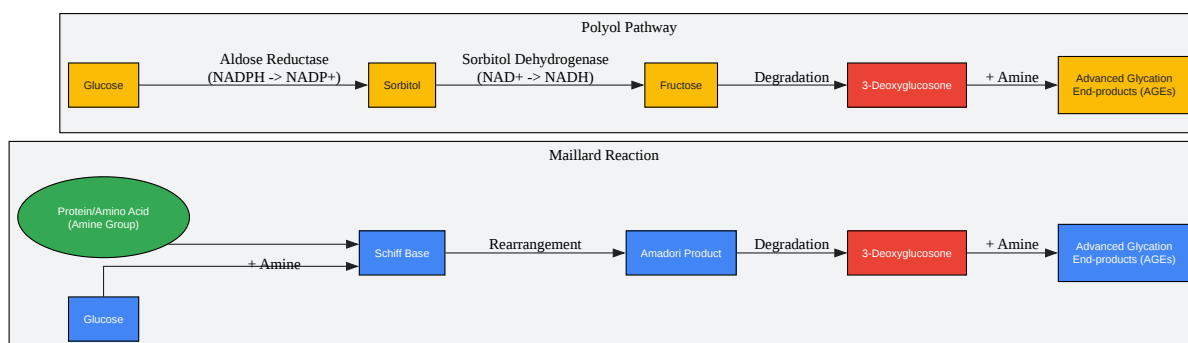 Polyol Pathway
Glucose
Aldose Reductase
(NADPH -> NADP+)
Sorbitol
Sorbitol Dehydrogenase
(NAD+ -> NADH)
Fructose
Degradation
3-Deoxyglucosone
+ Amine
Advanced Glycation
End-products (AGEs)
Maillard Reaction
Protein/Amino Acid
(Amine Group)
Glucose
+ Amine
Schiff Base
Rearrangement
Amadori Product
Degradation
3-Deoxyglucosone
+ Amine
Advanced Glycation
End-products (AGEs)